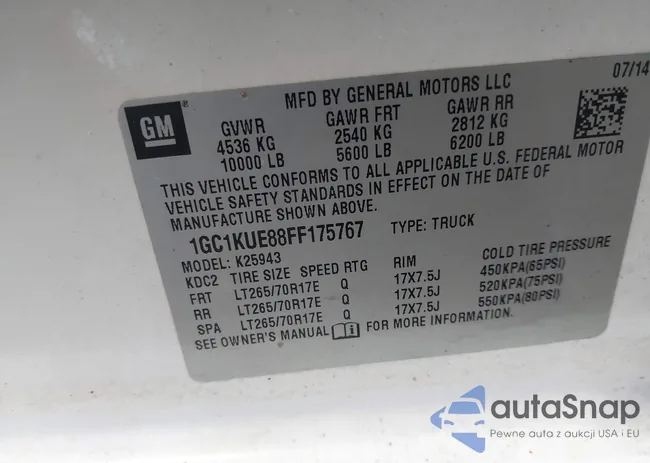 07/14
MFD BY GENERAL MOTORS LLC
GM
®
GVWR GAWR FRT GAWR RR
4536 KG 2540 KG 2812 KG
10000 LB 5600 LB 6200 LB
THIS VEHICLE CONFORMS TO ALL APPLICABLE U.S. FEDERAL MOTOR
VEHICLE SAFETY STANDARDS IN EFFECT ON THE DATE OF
MANUFACTURE SHOWN ABOVE.
1GC1KUE88FF175767 TYPE: TRUCK
MODEL: K25943
KDC2 TIRE SIZE SPEED RTG RIM COLD TIRE PRESSURE
FRT LT265/70R17E Q 17X7.5J 450KPA(65PSI)
RR LT265/70R17E Q 17X7.5J 520KPA(75PSI)
SPA LT265/70R17E Q 17X7.5J 550KPA(80PSI)
SEE OWNER'S MANUAL FOR MORE INFORMATION.
autaSnap
Pewne auta z aukcji USA i EU